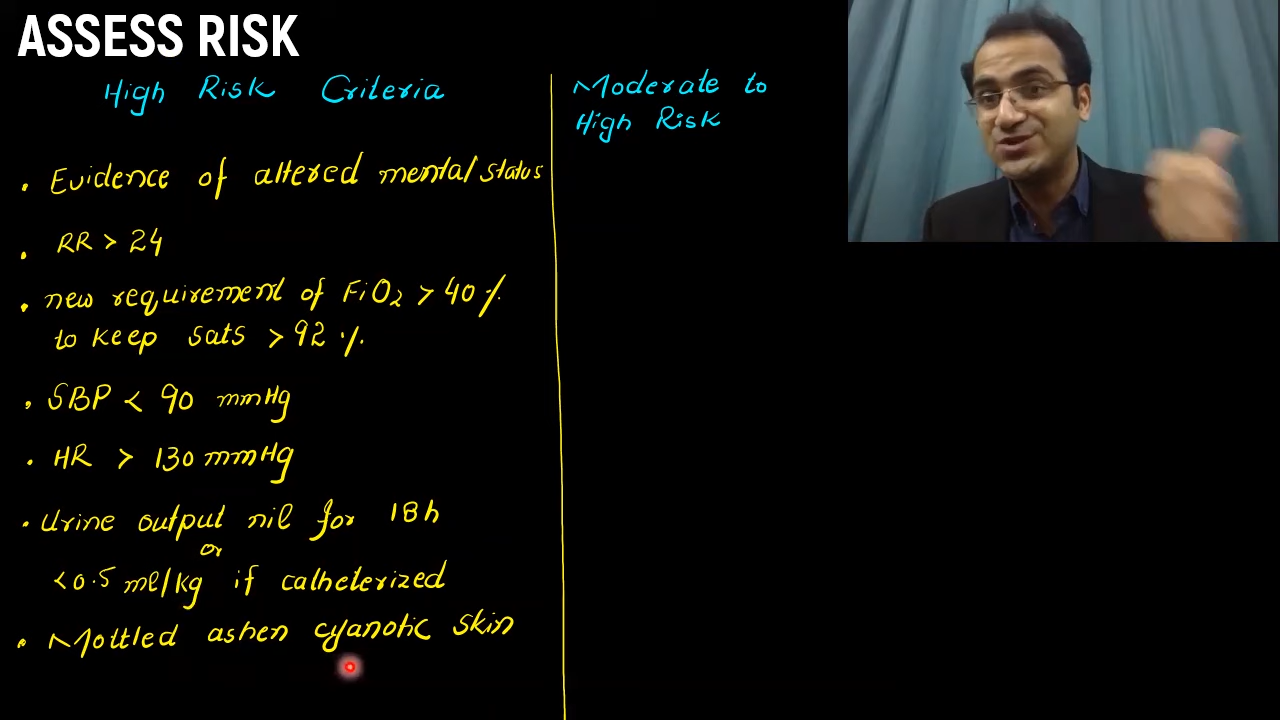 ASSESS RISK
High Risk Criteria
• Evidence of altered mental status
• RR > 24
• new requirement of FiO2 > 40%
to keep sats > 92%
• SBP < 90 mmHg
• HR > 130 mmHg
• Urine output nil for 18h
or
<0.5 ml/kg if catheterized
• Mottled ashen cyanotic skin
Moderate to
High Risk